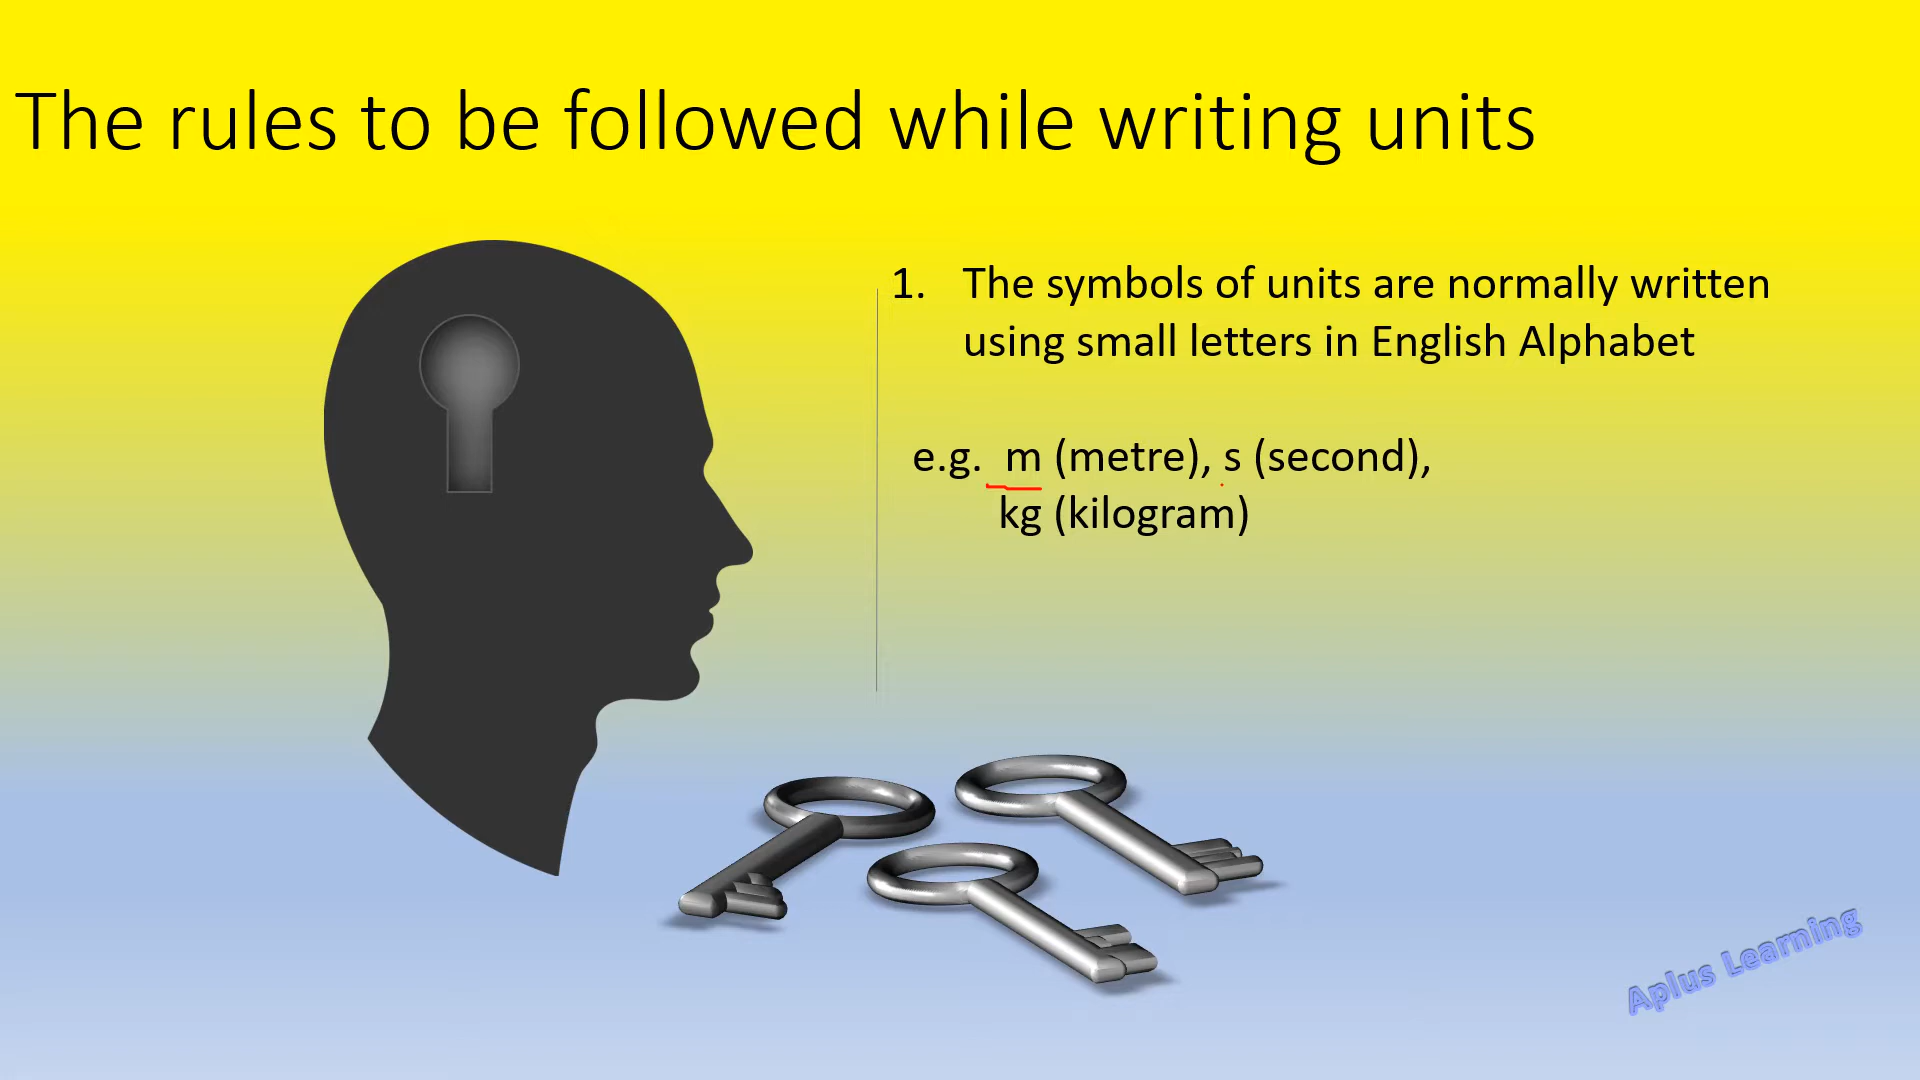 The rules to be followed while writing units
1. The symbols of units are normally written
using small letters in English Alphabet
e.g. m (metre), s (second),
kg (kilogram)
Aplus Learning